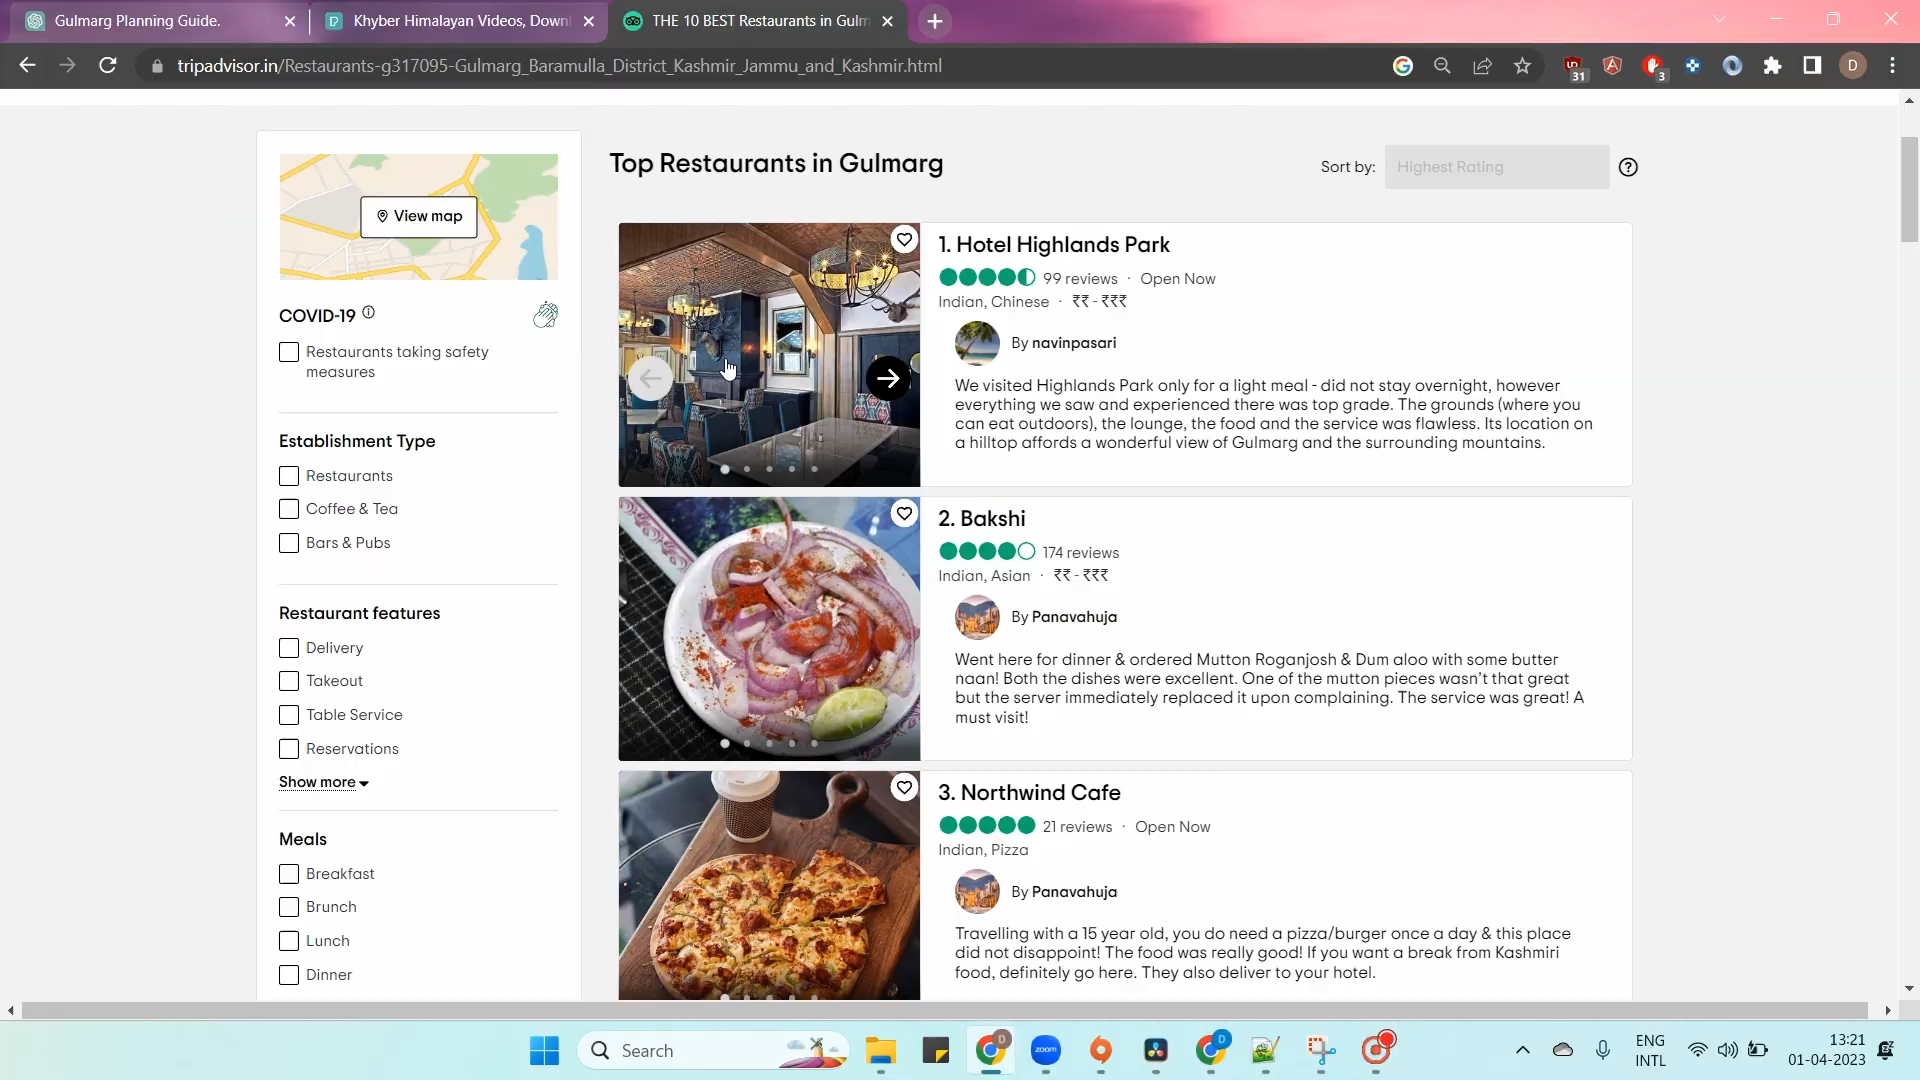 Gulmarg Planning Guide.
Khyber Himalayan Videos, Downl
THE 10 BEST Restaurants in Gulm
tripadvisor.in/Restaurants-g317095-Gulmarg_Baramulla_District_Kashmir_Jammu_and_Kashmir.html
31
3
D
View map
COVID-19
Restaurants taking safety
measures
Establishment Type
Restaurants
Coffee & Tea
Bars & Pubs
Restaurant features
Delivery
Takeout
Table Service
Reservations
Show more
Meals
Breakfast
Brunch
Lunch
Dinner
Top Restaurants in Gulmarg
Sort by: Highest Rating
1. Hotel Highlands Park
99 reviews · Open Now
Indian, Chinese · ₹₹ - ₹₹₹
By navinpasari
We visited Highlands Park only for a light meal - did not stay overnight, however
everything we saw and experienced there was top grade. The grounds (where you
can eat outdoors), the lounge, the food and the service was flawless. Its location on
a hilltop affords a wonderful view of Gulmarg and the surrounding mountains.
2. Bakshi
174 reviews
Indian, Asian · ₹₹ - ₹₹₹
By Panavahuja
Went here for dinner & ordered Mutton Roganjosh & Dum aloo with some butter
naan! Both the dishes were excellent. One of the mutton pieces wasn't that great
but the server immediately replaced it upon complaining. The service was great! A
must visit!
3. Northwind Cafe
21 reviews · Open Now
Indian, Pizza
By Panavahuja
Travelling with a 15 year old, you do need a pizza/burger once a day & this place
did not disappoint! The food was really good! If you want a break from Kashmiri
food, definitely go here. They also deliver to your hotel.
Search
D
zoom
D
ENG
INTL
13:21
01-04-2023